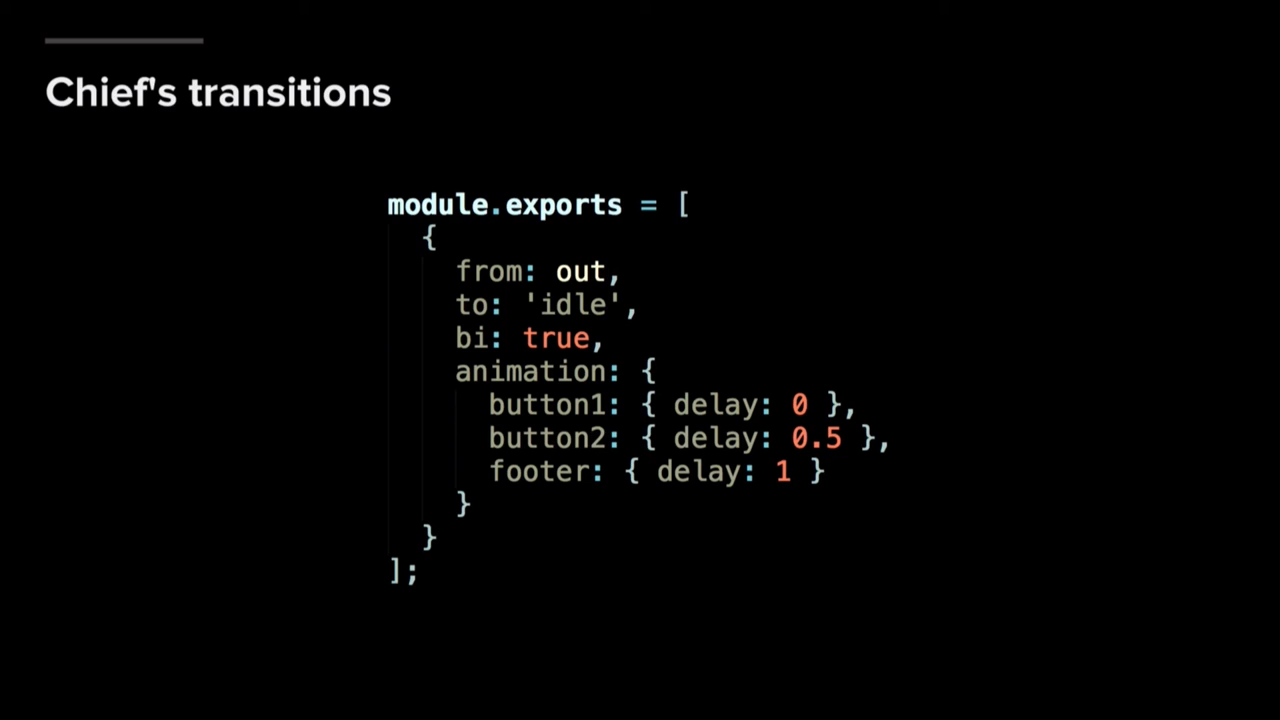 Chief's transitions
module.exports = [
{
from: out,
to: 'idle',
bi: true,
animation: {
button1: { delay: 0 },
button2: { delay: 0.5 },
footer: { delay: 1 }
}
}
];